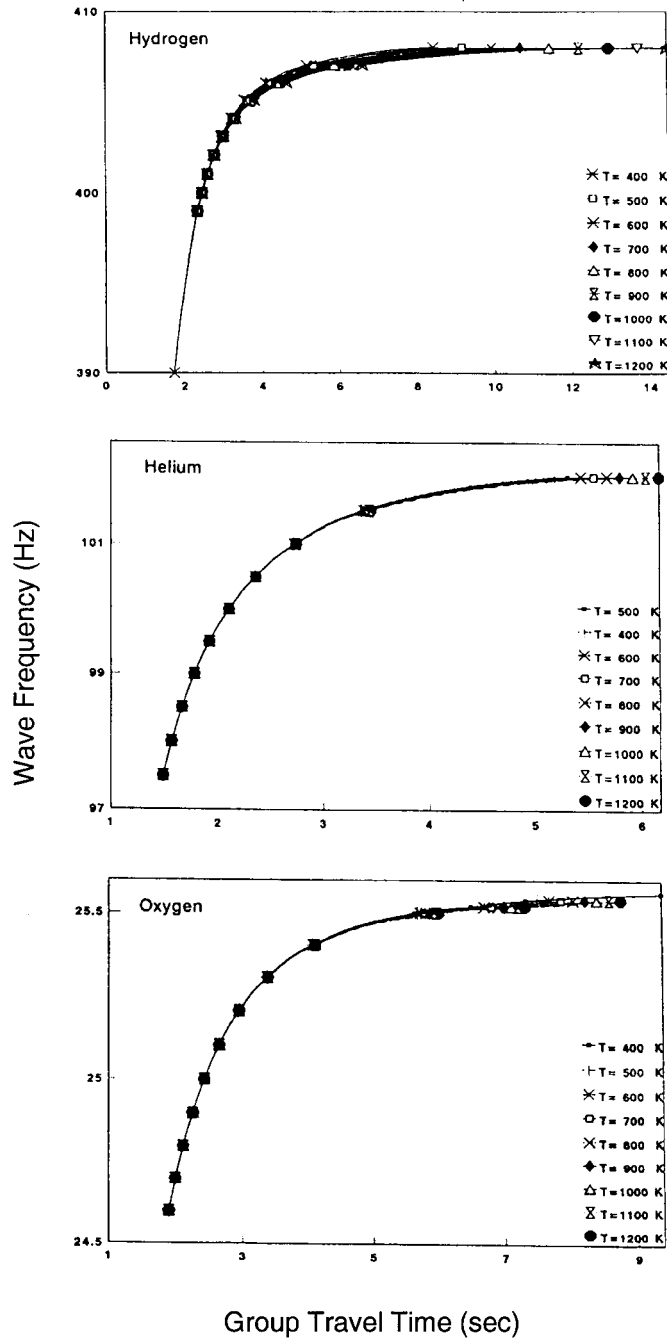 410
Hydrogen
400
390
0
2
4
6
8
10
12
14
T= 400 K
T= 500 K
T= 600 K
T= 700 K
T= 800 K
T= 900 K
T=1000 K
T=1100 K
T=1200 K
Helium
101
99
97
1
2
3
4
5
6
T= 500 K
T= 400 K
T= 600 K
T= 700 K
T= 800 K
T= 900 K
T=1000 K
T=1100 K
T=1200 K
Wave Frequency (Hz)
Oxygen
25.5
25
24.5
1
3
5
7
9
T= 400 K
T= 500 K
T= 600 K
T= 700 K
T= 800 K
T= 900 K
T=1000 K
T=1100 K
T=1200 K
Group Travel Time (sec)